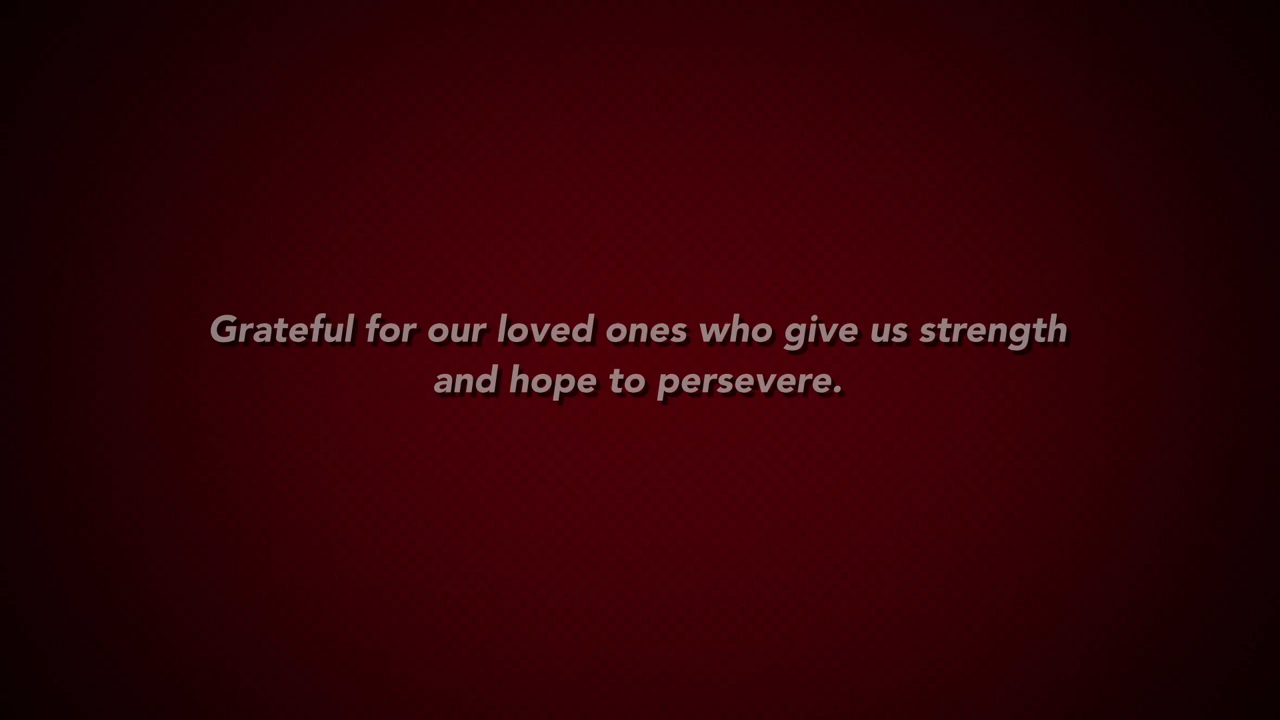 Grateful for our loved ones who give us strength
and hope to persevere.